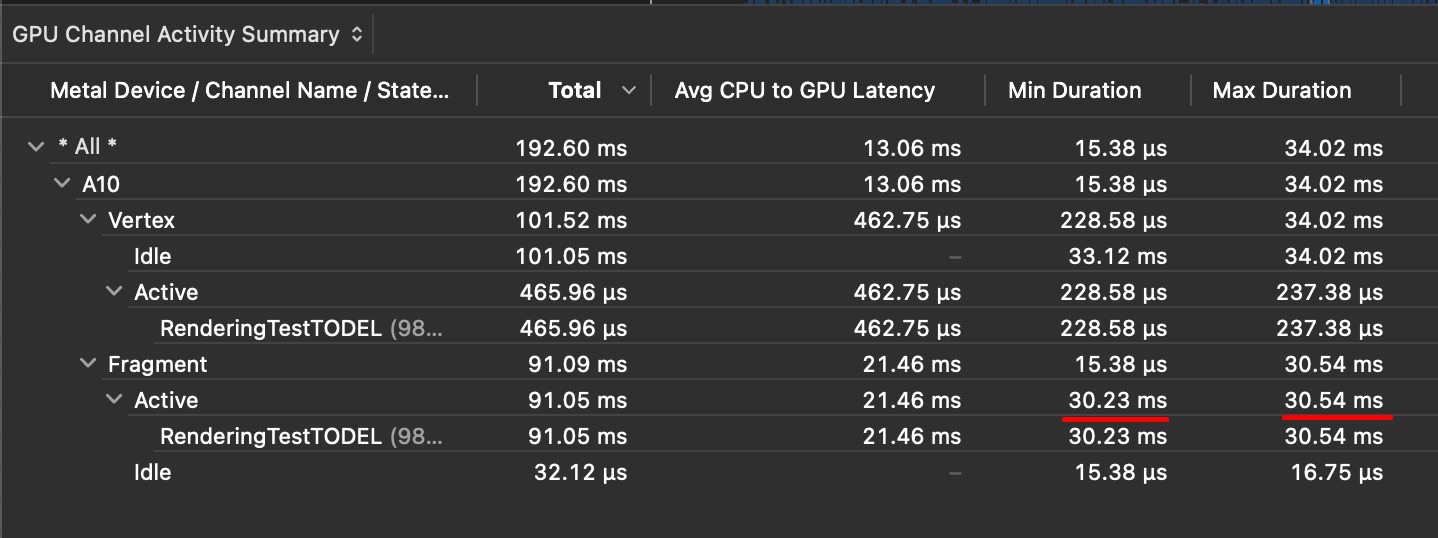 GPU Channel Activity Summary
Metal Device / Channel Name / State... Total Avg CPU to GPU Latency Min Duration Max Duration
* All * 192.60 ms 13.06 ms 15.38 µs 34.02 ms
A10 192.60 ms 13.06 ms 15.38 µs 34.02 ms
Vertex 101.52 ms 462.75 µs 228.58 µs 34.02 ms
Idle 101.05 ms – 33.12 ms 34.02 ms
Active 465.96 µs 462.75 µs 228.58 µs 237.38 µs
RenderingTestTODEL (98... 465.96 µs 462.75 µs 228.58 µs 237.38 µs
Fragment 91.09 ms 21.46 ms 15.38 µs 30.54 ms
Active 91.05 ms 21.46 ms 30.23 ms 30.54 ms
RenderingTestTODEL (98... 91.05 ms 21.46 ms 30.23 ms 30.54 ms
Idle 32.12 µs – 15.38 µs 16.75 µs